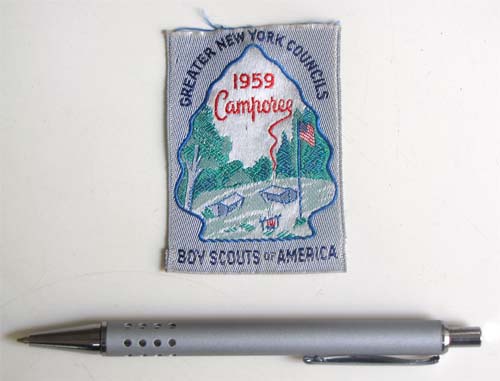 GREATER NEW YORK COUNCILS
1959
Camporee
BOY SCOUTS OF AMERICA